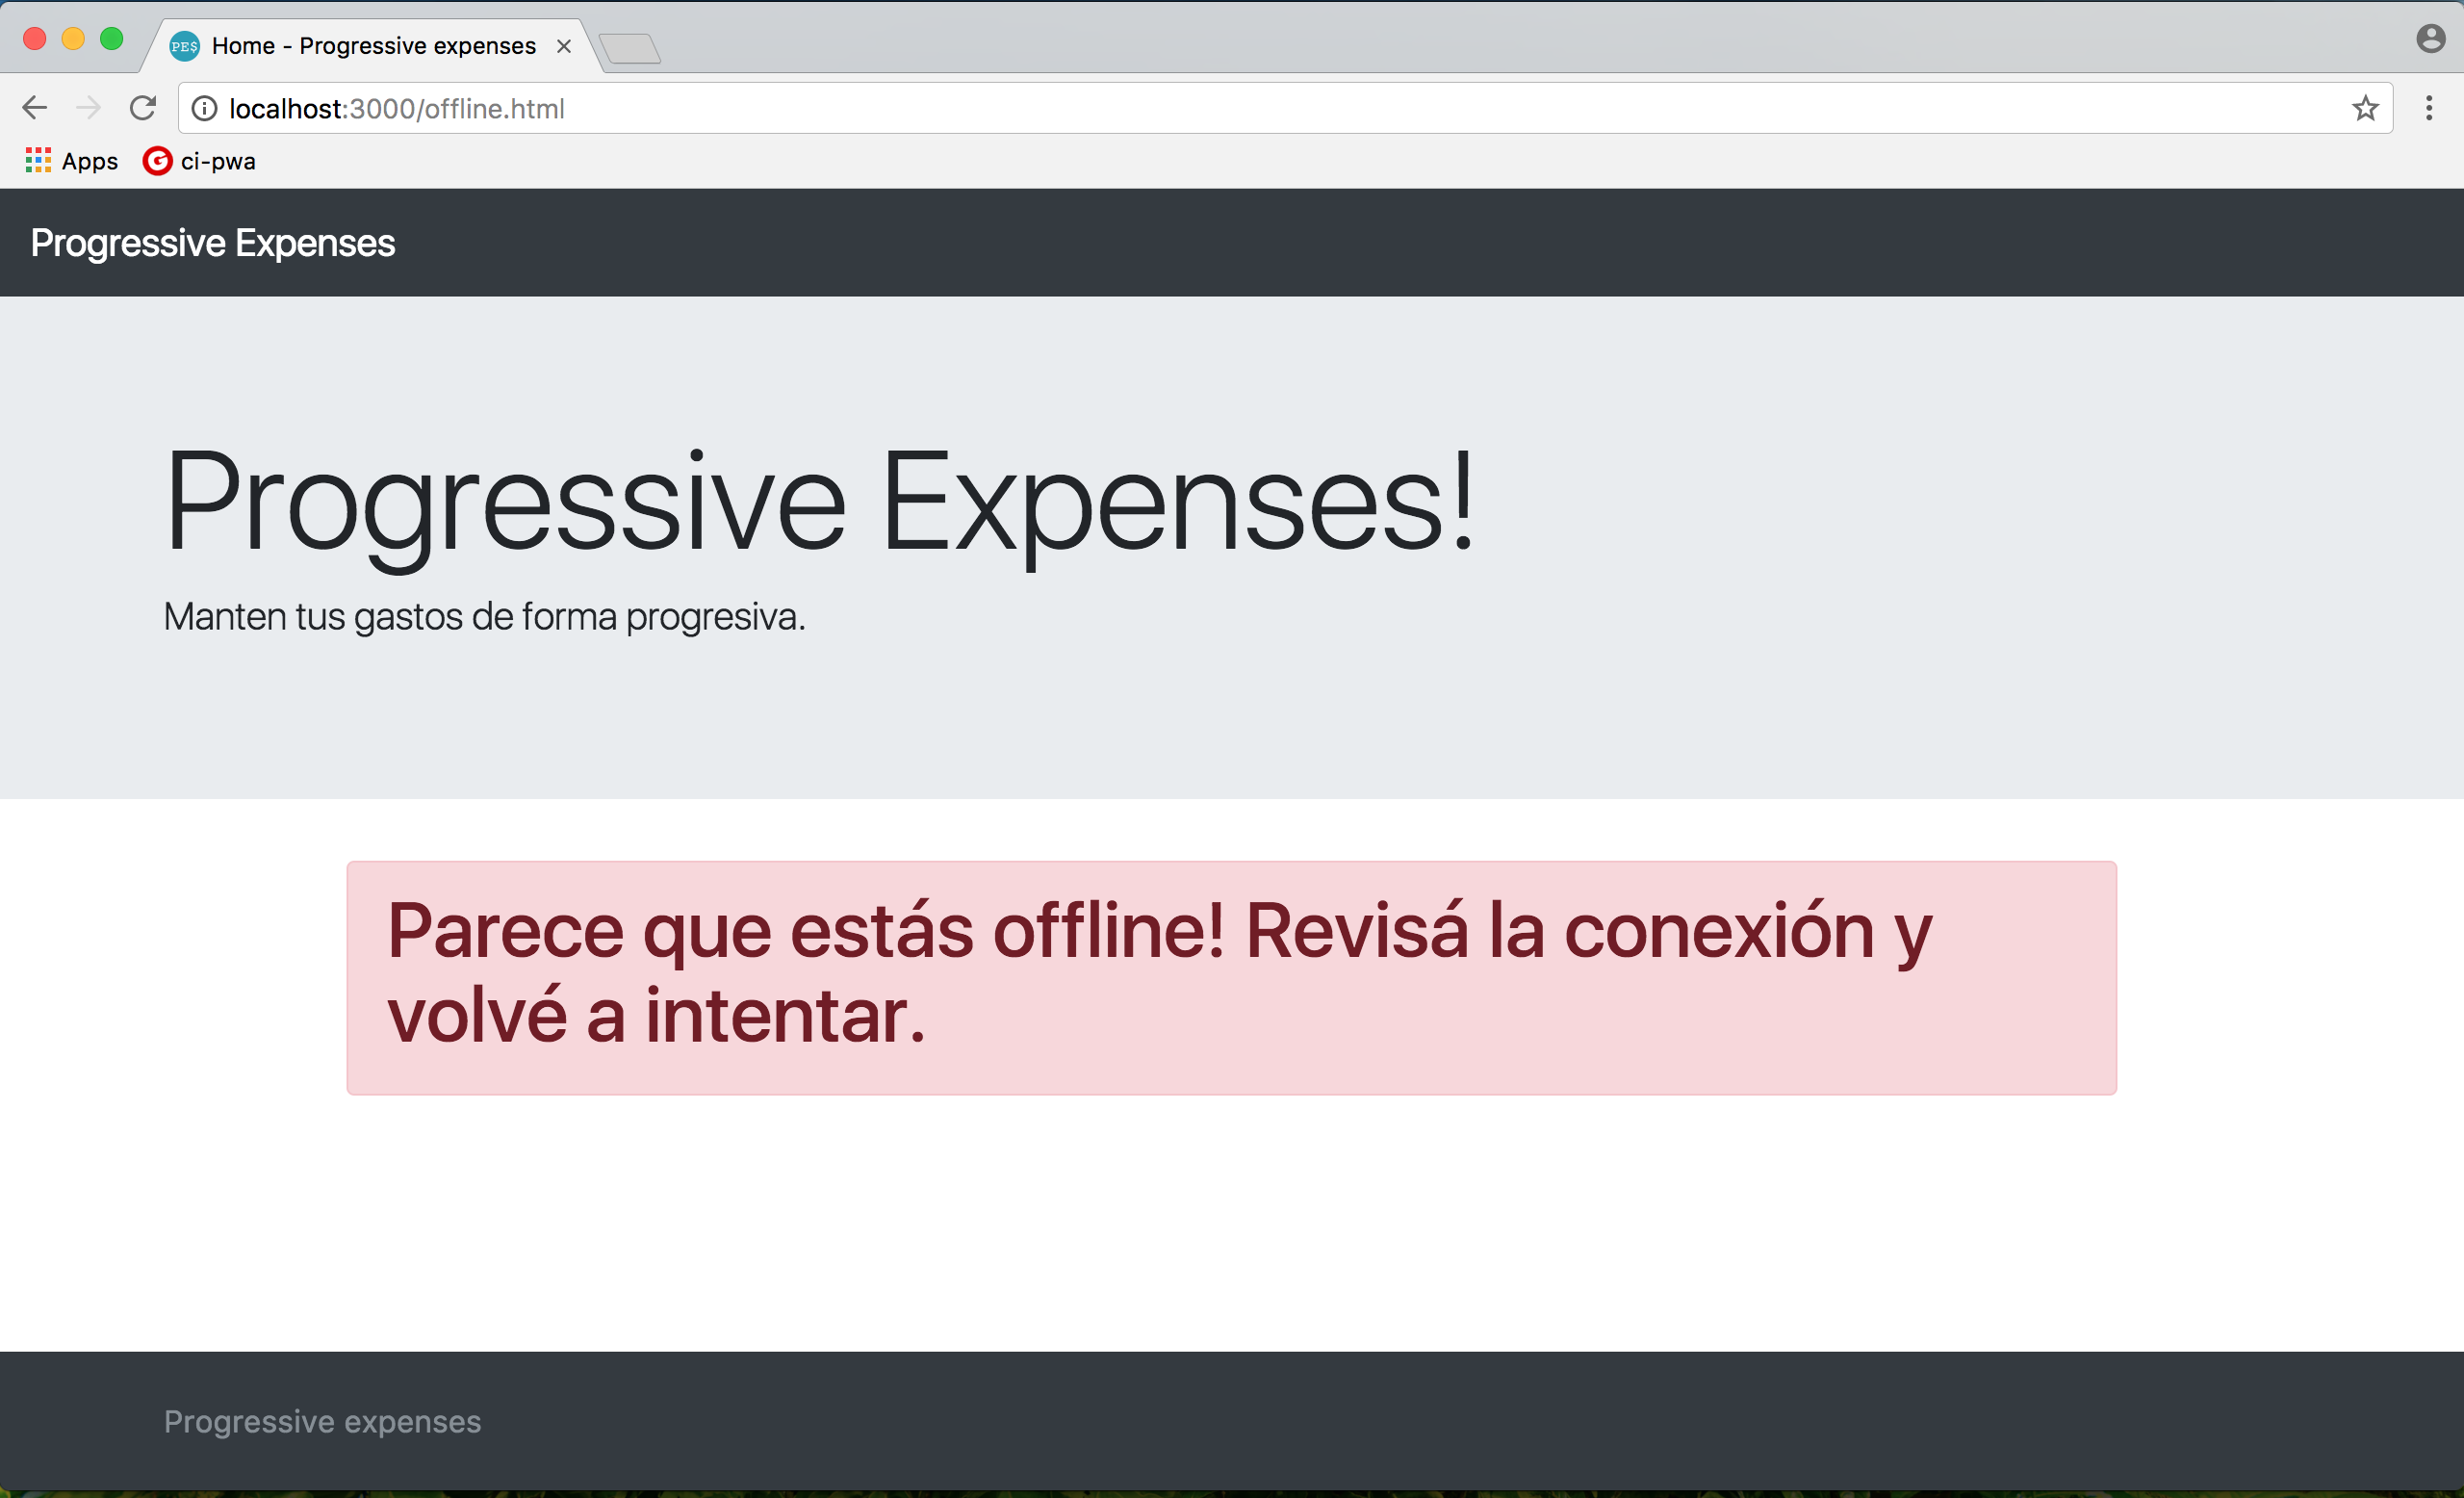 PE$ Home - Progressive expenses
localhost:3000/offline.html
Apps ci-pwa
Progressive Expenses
Progressive Expenses!
Manten tus gastos de forma progresiva.
Parece que estás offline! Revisá la conexión y
volvé a intentar.
Progressive expenses